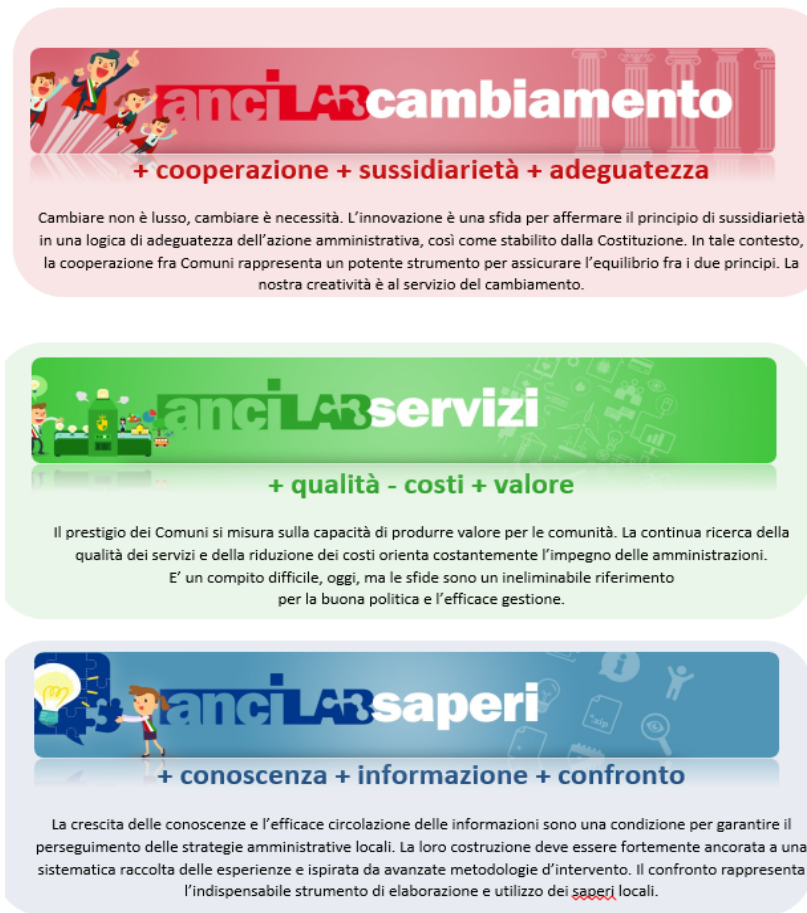 anciLABcambiamento
+ cooperazione + sussidiarietà + adeguatezza
Cambiare non è lusso, cambiare è necessità. L'innovazione è una sfida per affermare il principio di sussidiarietà
in una logica di adeguatezza dell'azione amministrativa, così come stabilito dalla Costituzione. In tale contesto,
la cooperazione fra Comuni rappresenta un potente strumento per assicurare l'equilibrio fra i due principi. La
nostra creatività è al servizio del cambiamento.
anciLABservizi
+ qualità - costi + valore
Il prestigio dei Comuni si misura sulla capacità di produrre valore per le comunità. La continua ricerca della
qualità dei servizi e della riduzione dei costi orienta costantemente l'impegno delle amministrazioni.
E' un compito difficile, oggi, ma le sfide sono un ineliminabile riferimento
per la buona politica e l'efficace gestione.
anciLABsaperi
*.zip
+ conoscenza + informazione + confronto
La crescita delle conoscenze e l'efficace circolazione delle informazioni sono una condizione per garantire il
perseguimento delle strategie amministrative locali. La loro costruzione deve essere fortemente ancorata a una
sistematica raccolta delle esperienze e ispirata da avanzate metodologie d'intervento. Il confronto rappresenta
l'indispensabile strumento di elaborazione e utilizzo dei saperi locali.